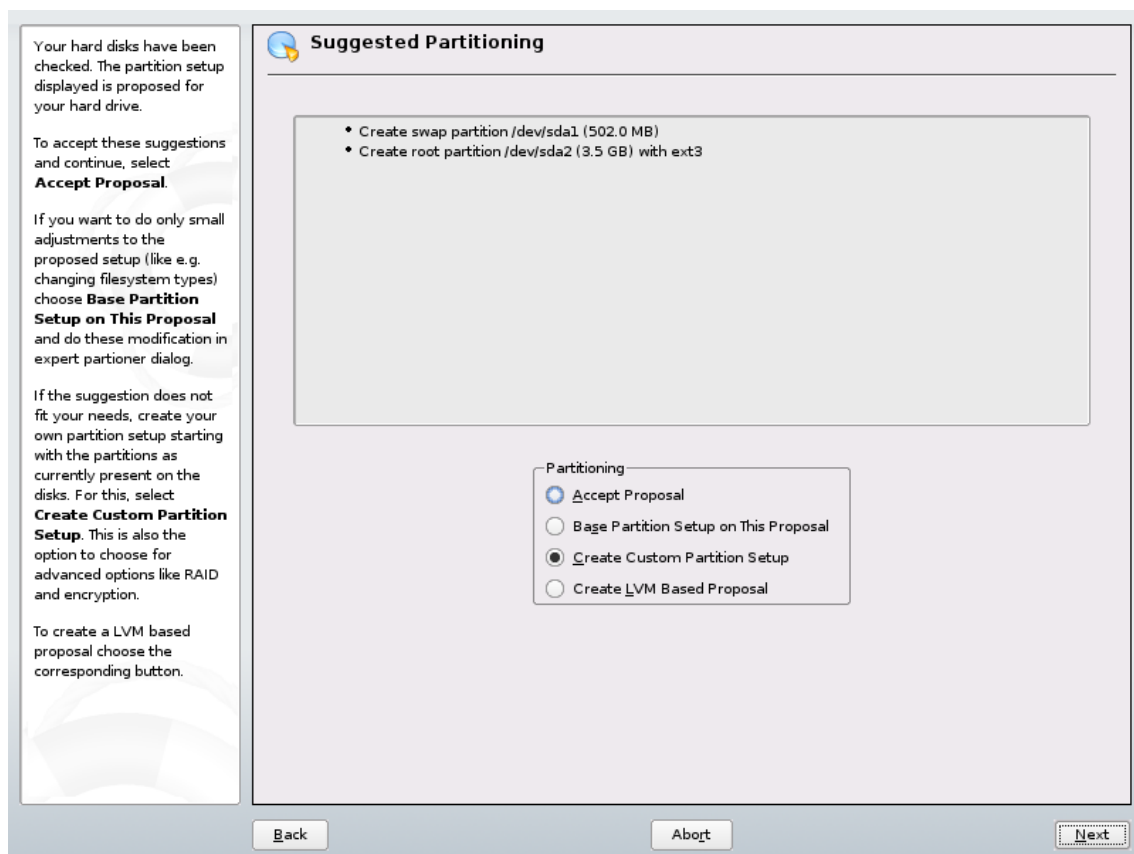 Your hard disks have been
checked. The partition setup
displayed is proposed for
your hard drive.
To accept these suggestions
and continue, select
Accept Proposal.
If you want to do only small
adjustments to the
proposed setup (like e.g.
changing filesystem types)
choose Base Partition
Setup on This Proposal
and do these modification in
expert partioner dialog.
If the suggestion does not
fit your needs, create your
own partition setup starting
with the partitions as
currently present on the
disks. For this, select
Create Custom Partition
Setup. This is also the
option to choose for
advanced options like RAID
and encryption.
To create a LVM based
proposal choose the
corresponding button.
Suggested Partitioning
• Create swap partition /dev/sda1 (502.0 MB)
• Create root partition /dev/sda2 (3.5 GB) with ext3
Partitioning
Accept Proposal
Base Partition Setup on This Proposal
Create Custom Partition Setup
Create LVM Based Proposal
Back
Abort
Next